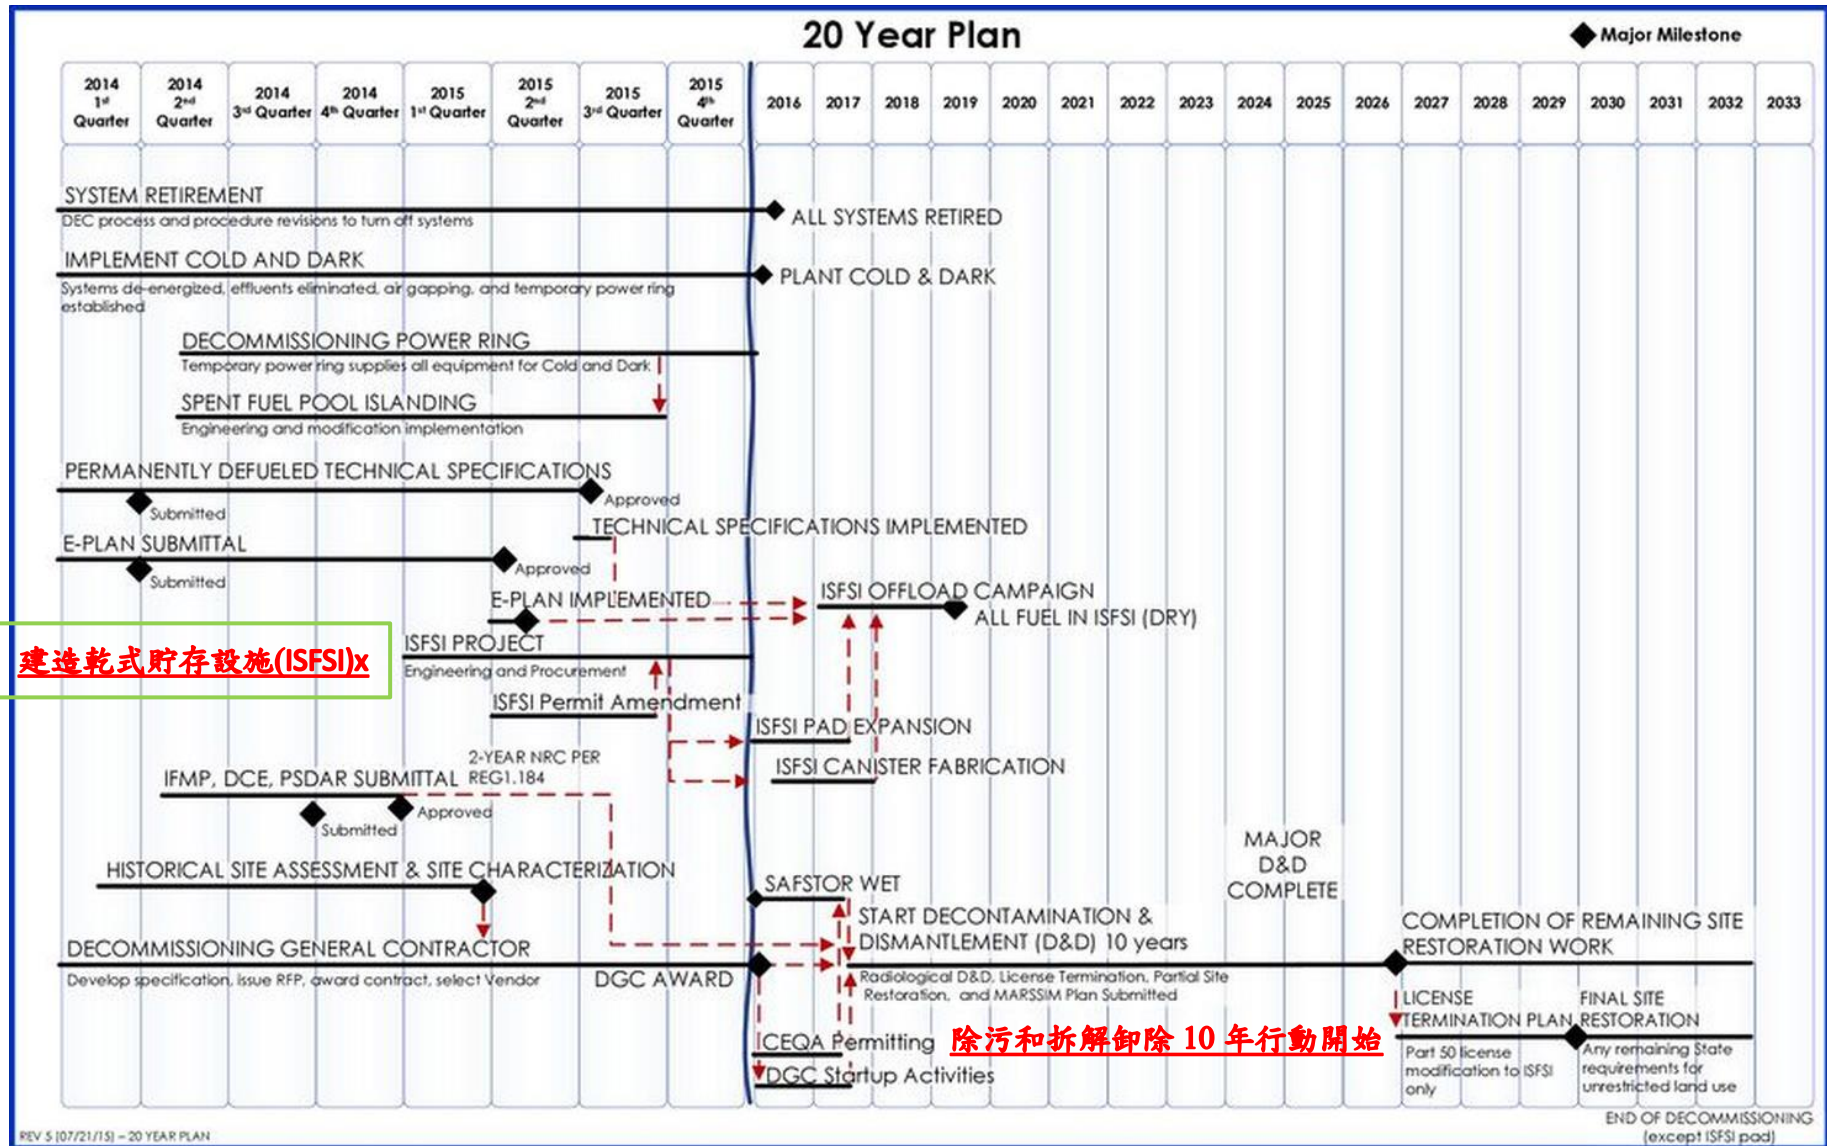 20 Year Plan
Major Milestone
2014 1st Quarter
2014 2nd Quarter
2014 3rd Quarter
2014 4th Quarter
2015 1st Quarter
2015 2nd Quarter
2015 3rd Quarter
2015 4th Quarter
2016
2017
2018
2019
2020
2021
2022
2023
2024
2025
2026
2027
2028
2029
2030
2031
2032
2033
SYSTEM RETIREMENT
DEC process and procedure revisions to turn off systems
ALL SYSTEMS RETIRED
IMPLEMENT COLD AND DARK
PLANT COLD & DARK
Systems de-energized, effluents eliminated, air gapping, and temporary power ring
established
DECOMMISSIONING POWER RING
Temporary power ring supplies all equipment for Cold and Dark
SPENT FUEL POOL ISLANDING
Engineering and modification implementation
PERMANENTLY DEFUELED TECHNICAL SPECIFICATIONS
Submitted
Approved
TECHNICAL SPECIFICATIONS IMPLEMENTED
E-PLAN SUBMITTAL
Submitted
Approved
E-PLAN IMPLEMENTED
ISFSI OFFLOAD CAMPAIGN
ALL FUEL IN ISFSI (DRY)
建造乾式貯存設施(ISFSI)x
ISFSI PROJECT
Engineering and Procurement
ISFSI Permit Amendment
ISFSI PAD EXPANSION
ISFSI CANISTER FABRICATION
2-YEAR NRC PER
REG1.184
IFMP, DCE, PSDAR SUBMITTAL
Submitted
Approved
MAJOR
D&D
COMPLETE
HISTORICAL SITE ASSESSMENT & SITE CHARACTERIZATION
SAFSTOR WET
START DECONTAMINATION &
DISMANTLEMENT (D&D) 10 years
COMPLETION OF REMAINING SITE
RESTORATION WORK
DECOMMISSIONING GENERAL CONTRACTOR
Develop specification, issue RFP, award contract, select Vendor
DGC AWARD
Radiological D&D, License Termination, Partial Site
Restoration, and MARSSIM Plan Submitted
LICENSE
TERMINATION PLAN
FINAL SITE
RESTORATION
CEQA Permitting
除污和拆解卸除 10 年行動開始
Part 50 license
modification to ISFSI
only
Any remaining State
requirements for
unrestricted land use
DGC Startup Activities
END OF DECOMMISSIONING
(except ISFSI pad)
REV 5 (07/21/15) – 20 YEAR PLAN